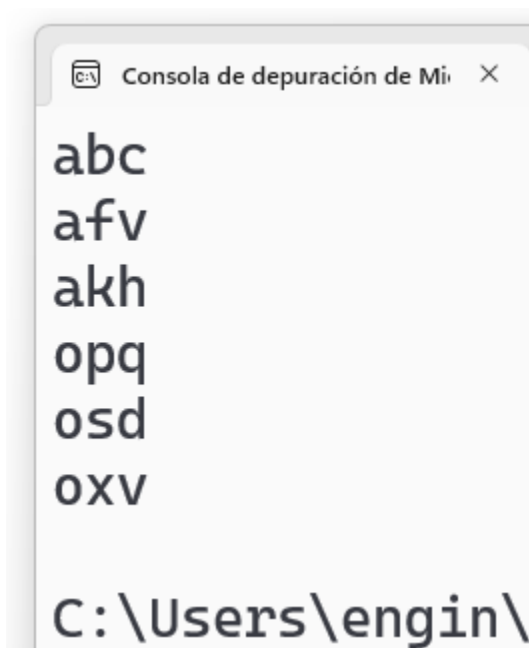 Consola de depuración de Mi
abc
afv
akh
opq
osd
oxv
C:\Users\engin\